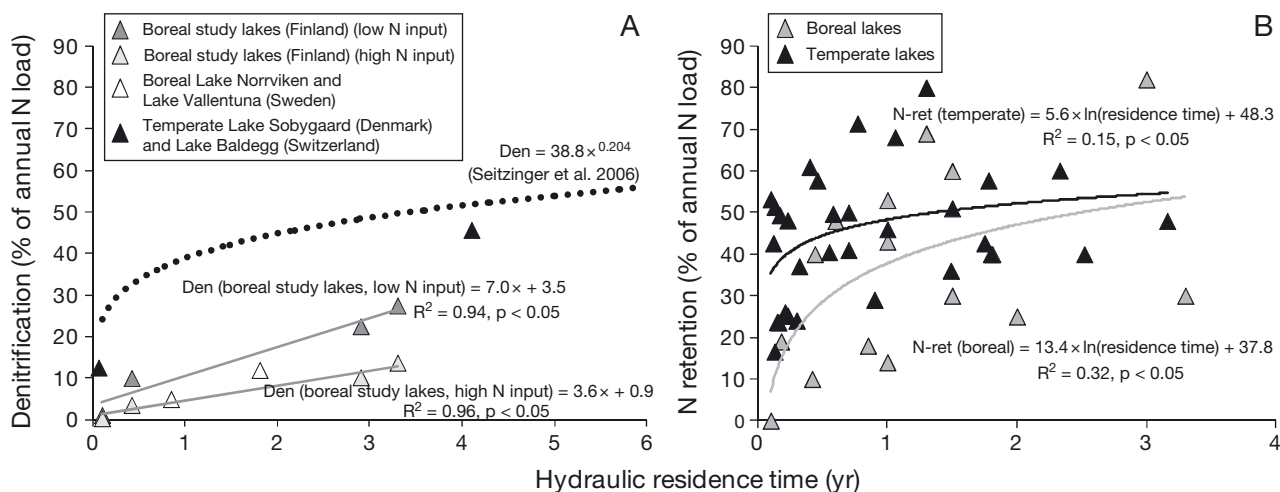 A
Boreal study lakes (Finland) (low N input)
Boreal study lakes (Finland) (high N input)
Boreal Lake Norrviken and
Lake Vallentuna (Sweden)
Temperate Lake Sobygaard (Denmark)
and Lake Baldegg (Switzerland)
Denitrification (% of annual N load)
90
80
70
60
50
40
30
20
10
0
Den = 38.8×^0.204
(Seitzinger et al. 2006)
Den (boreal study lakes, low N input) = 7.0× + 3.5
R² = 0.94, p < 0.05
Den (boreal study lakes, high N input) = 3.6× + 0.9
R² = 0.96, p < 0.05
0 1 2 3 4 5 6
B
Boreal lakes
Temperate lakes
N retention (% of annual N load)
90
80
70
60
50
40
30
20
10
0
N-ret (temperate) = 5.6×ln(residence time) + 48.3
R² = 0.15, p < 0.05
N-ret (boreal) = 13.4×ln(residence time) + 37.8
R² = 0.32, p < 0.05
0 1 2 3 4
Hydraulic residence time (yr)